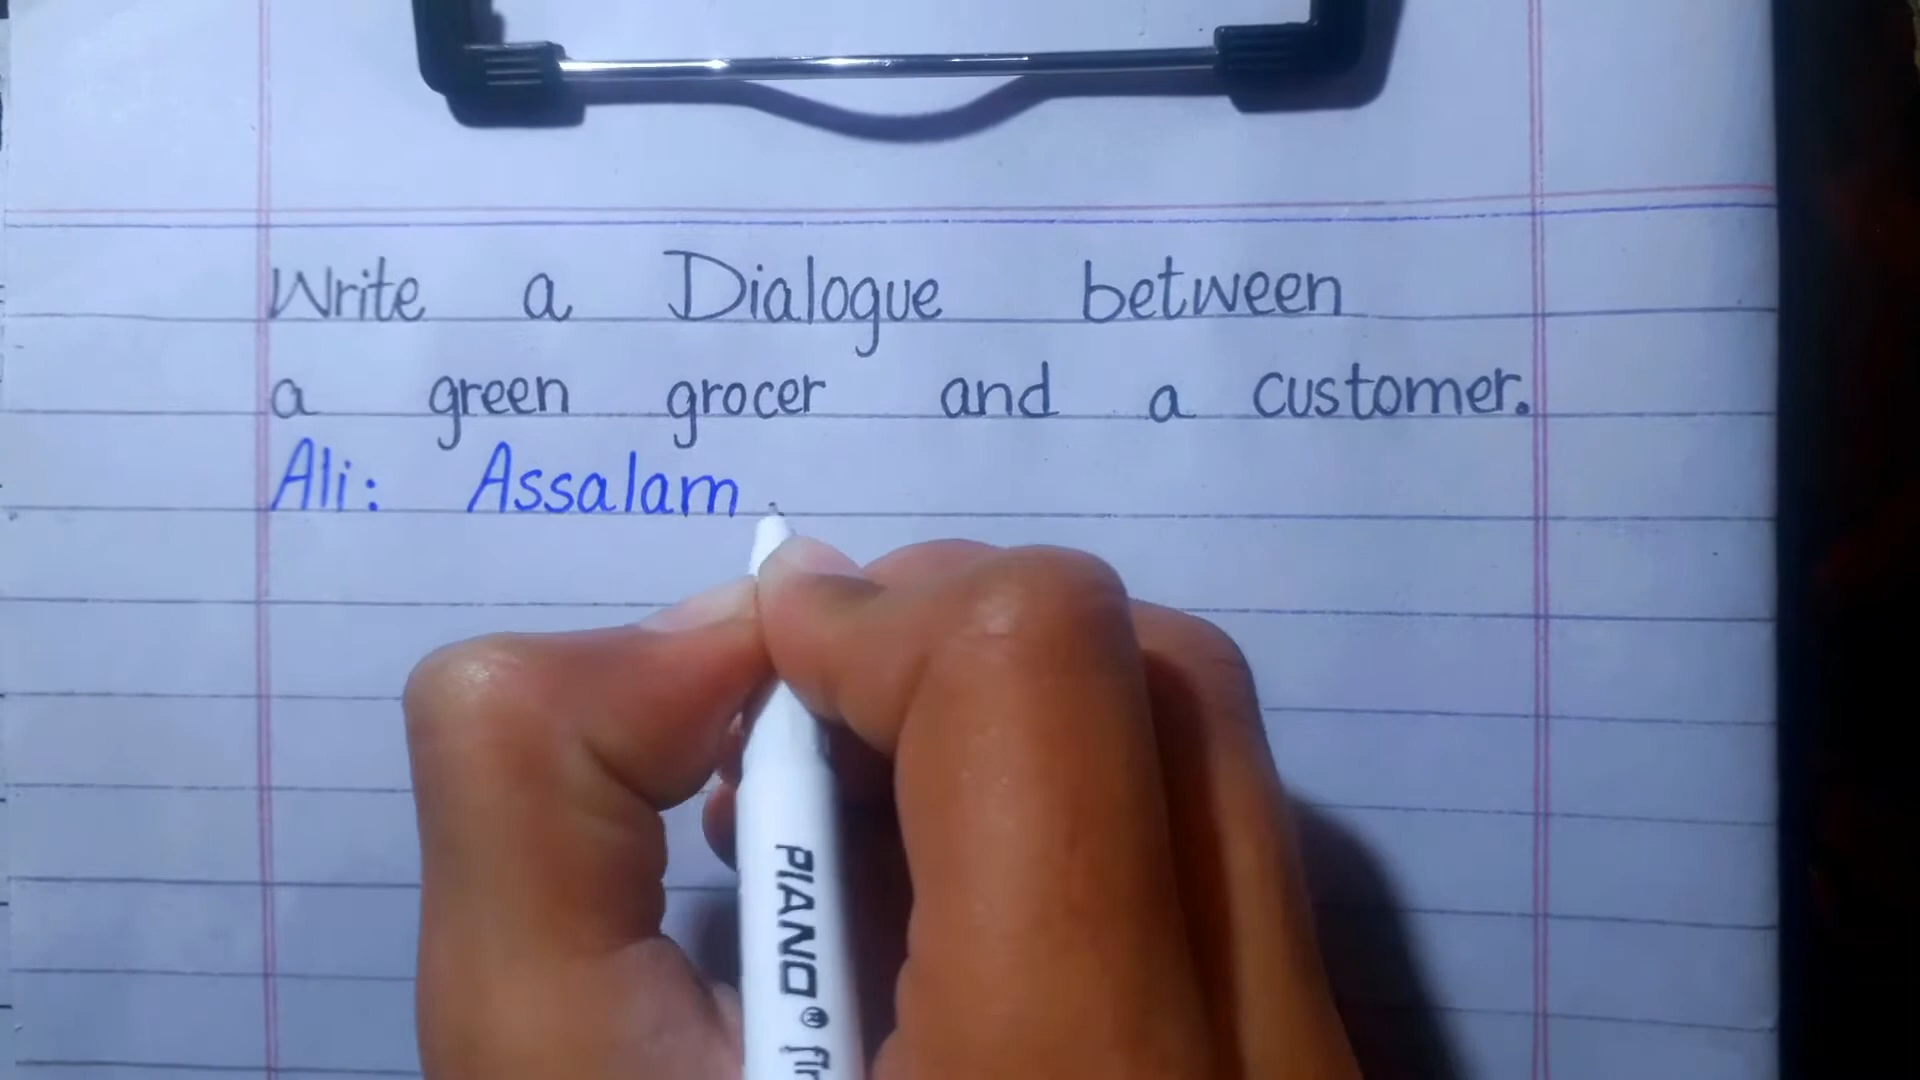 Write a Dialogue between
a green grocer and a customer.
Ali: Assalam
PIANO®